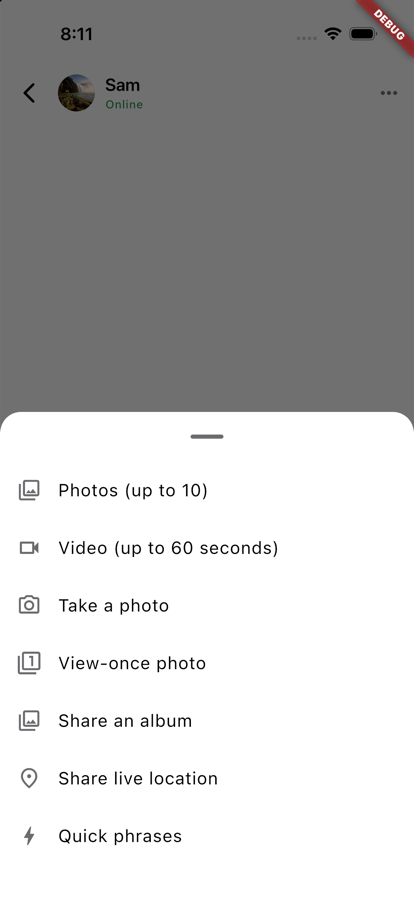 8:11
DEBUG
Sam
Online
Photos (up to 10)
Video (up to 60 seconds)
Take a photo
1
View-once photo
Share an album
Share live location
Quick phrases